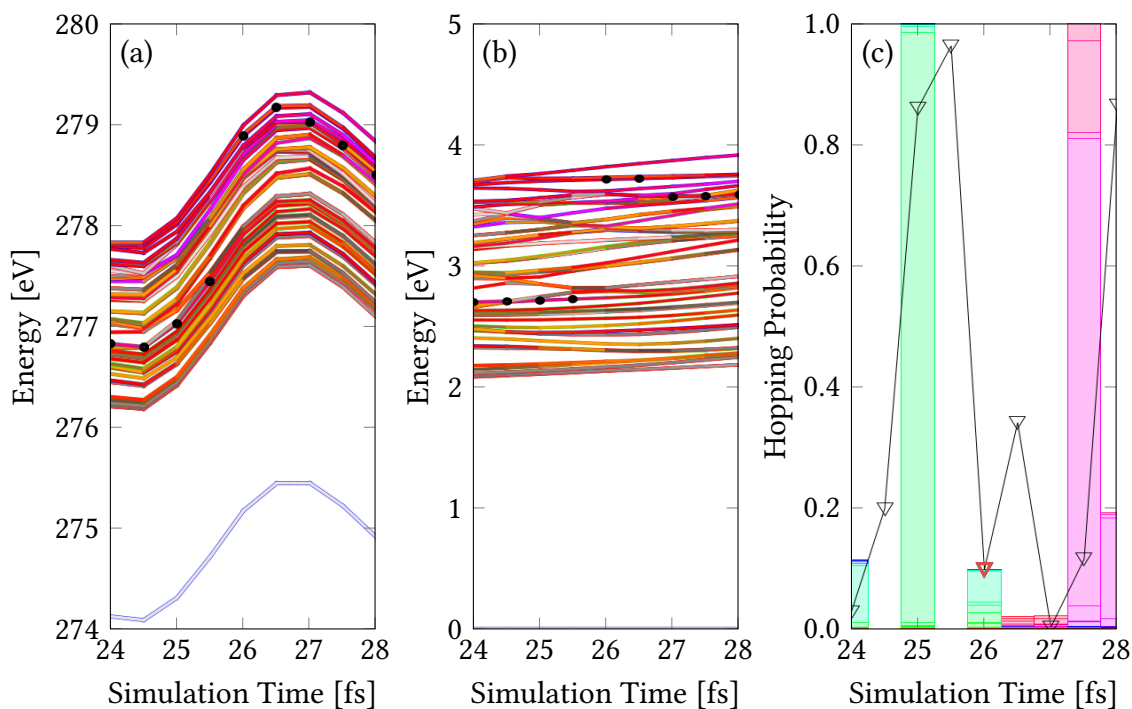 (a)
280
279
278
277
276
275
274
24 25 26 27 28
Energy [eV]
Simulation Time [fs]
(b)
5
4
3
2
1
0
24 25 26 27 28
Energy [eV]
Simulation Time [fs]
(c)
1.0
0.8
0.6
0.4
0.2
0.0
24 25 26 27 28
Hopping Probability
Simulation Time [fs]